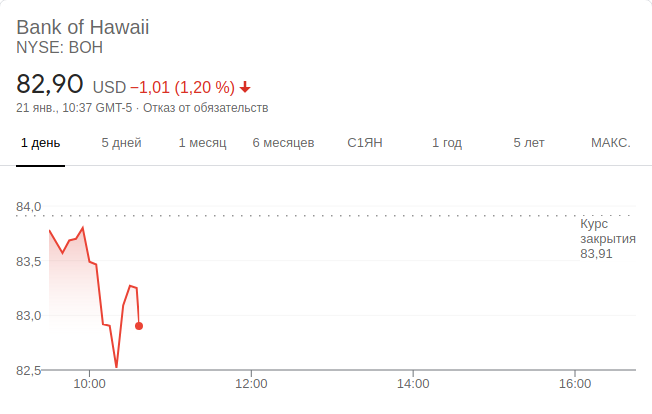 Bank of Hawaii
NYSE: BOH
82,90 USD −1,01 (1,20 %)
21 янв., 10:37 GMT-5 · Отказ от обязательств
1 день 5 дней 1 месяц 6 месяцев С1ЯН 1 год 5 лет МАКС.
84,0
Курс
закрытия
83,91
83,5
83,0
82,5
10:00 12:00 14:00 16:00